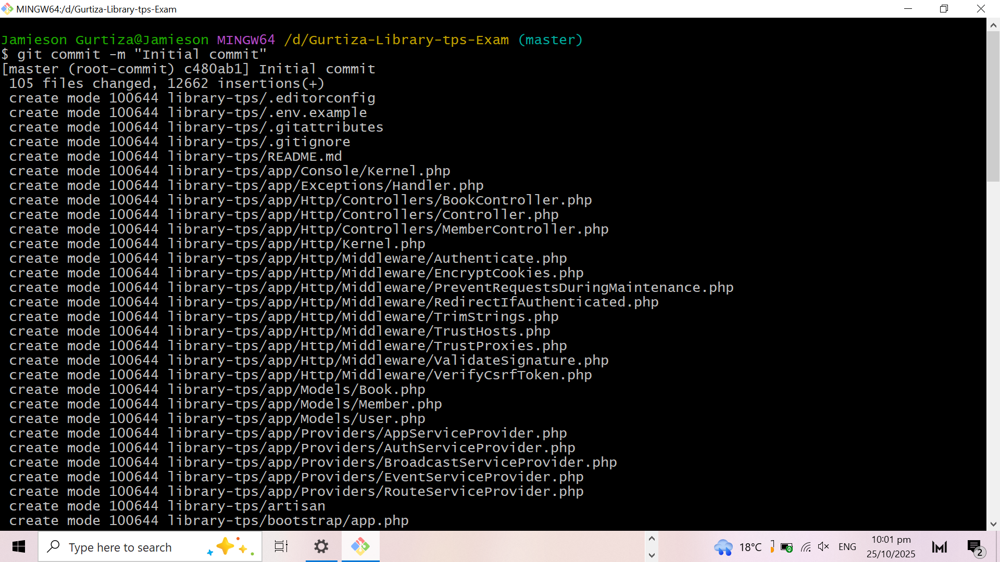 MINGW64:/d/Gurtiza-Library-tps-Exam
Jamieson Gurtiza@Jamieson MINGW64 /d/Gurtiza-Library-tps-Exam (master)
$ git commit -m "Initial commit"
[master (root-commit) c480ab1] Initial commit
 105 files changed, 12662 insertions(+)
 create mode 100644 library-tps/.editorconfig
 create mode 100644 library-tps/.env.example
 create mode 100644 library-tps/.gitattributes
 create mode 100644 library-tps/.gitignore
 create mode 100644 library-tps/README.md
 create mode 100644 library-tps/app/Console/Kernel.php
 create mode 100644 library-tps/app/Exceptions/Handler.php
 create mode 100644 library-tps/app/Http/Controllers/BookController.php
 create mode 100644 library-tps/app/Http/Controllers/Controller.php
 create mode 100644 library-tps/app/Http/Controllers/MemberController.php
 create mode 100644 library-tps/app/Http/Kernel.php
 create mode 100644 library-tps/app/Http/Middleware/Authenticate.php
 create mode 100644 library-tps/app/Http/Middleware/EncryptCookies.php
 create mode 100644 library-tps/app/Http/Middleware/PreventRequestsDuringMaintenance.php
 create mode 100644 library-tps/app/Http/Middleware/RedirectIfAuthenticated.php
 create mode 100644 library-tps/app/Http/Middleware/TrimStrings.php
 create mode 100644 library-tps/app/Http/Middleware/TrustHosts.php
 create mode 100644 library-tps/app/Http/Middleware/TrustProxies.php
 create mode 100644 library-tps/app/Http/Middleware/ValidateSignature.php
 create mode 100644 library-tps/app/Http/Middleware/VerifyCsrfToken.php
 create mode 100644 library-tps/app/Models/Book.php
 create mode 100644 library-tps/app/Models/Member.php
 create mode 100644 library-tps/app/Models/User.php
 create mode 100644 library-tps/app/Providers/AppServiceProvider.php
 create mode 100644 library-tps/app/Providers/AuthServiceProvider.php
 create mode 100644 library-tps/app/Providers/BroadcastServiceProvider.php
 create mode 100644 library-tps/app/Providers/EventServiceProvider.php
 create mode 100644 library-tps/app/Providers/RouteServiceProvider.php
 create mode 100644 library-tps/artisan
 create mode 100644 library-tps/bootstrap/app.php
Type here to search
18°C
ENG
10:01 pm
25/10/2025
2